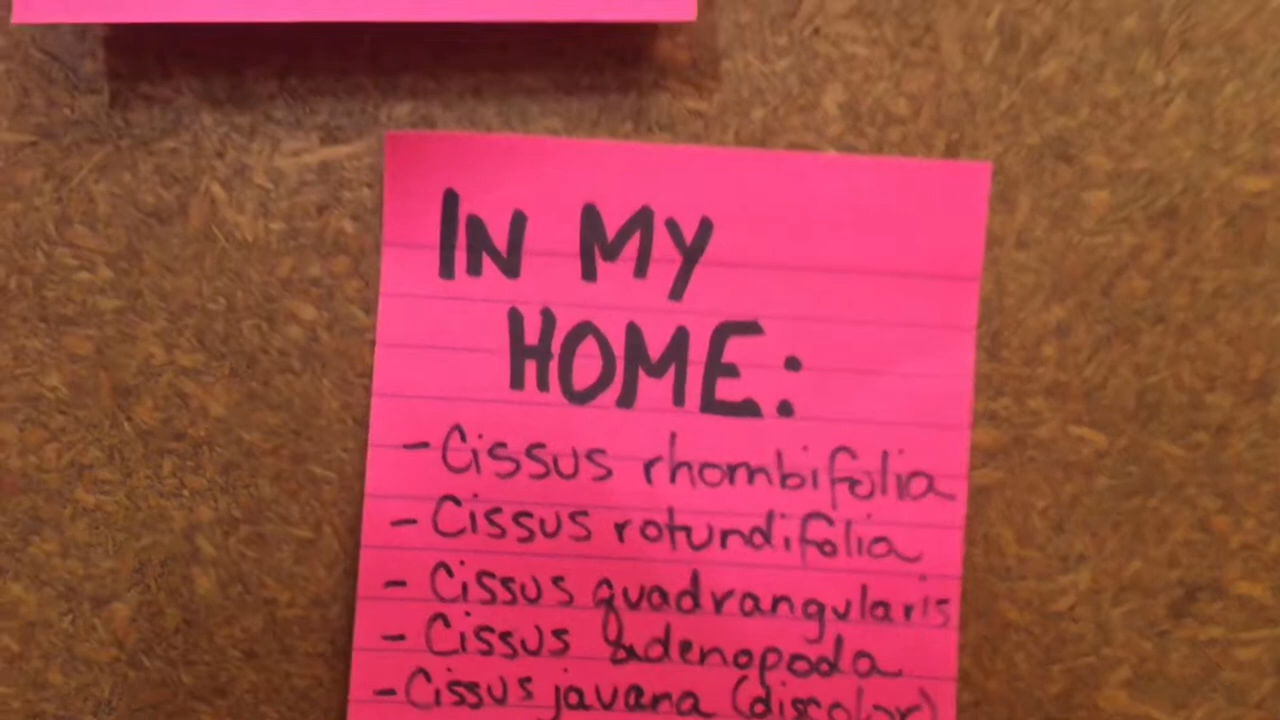 IN MY
HOME:
- Cissus rhombifolia
- Cissus rotundifolia
- Cissus quadrangularis
- Cissus adenopoda
- Cissus javana (discolor)